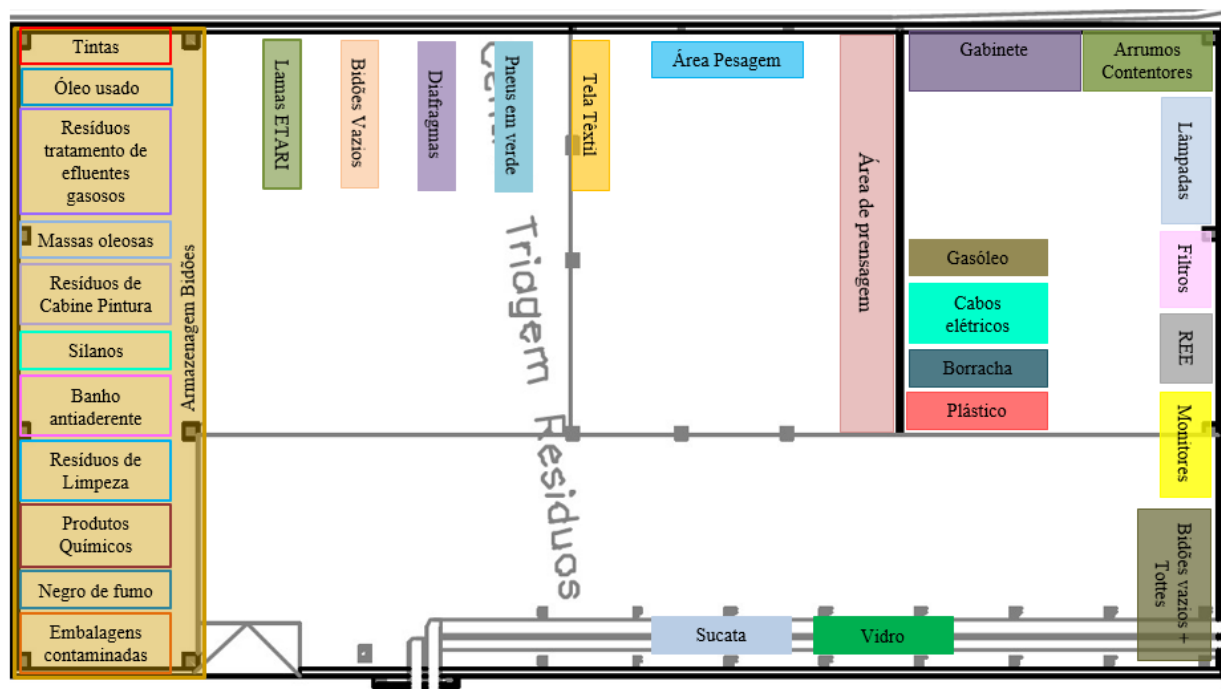 Tintas
Óleo usado
Resíduos
tratamento de
efluentes
gasosos
Massas oleosas
Resíduos de
Cabine Pintura
Silanos
Banho
antiaderente
Resíduos de
Limpeza
Produtos
Químicos
Negro de fumo
Embalagens
contaminadas
Armazenagem Bidões
Lamas ETARI
Bidões Vazios
Diafragmas
Pneus em verde
Tela Têxtil
Triagem Residuos
Área Pesagem
Área de prensagem
Gabinete
Arrumos
Contentores
Gasóleo
Cabos
elétricos
Borracha
Plástico
Lâmpadas
Filtros
REE
Monitores
Bidões vazios +
Tottes
Sucata
Vidro